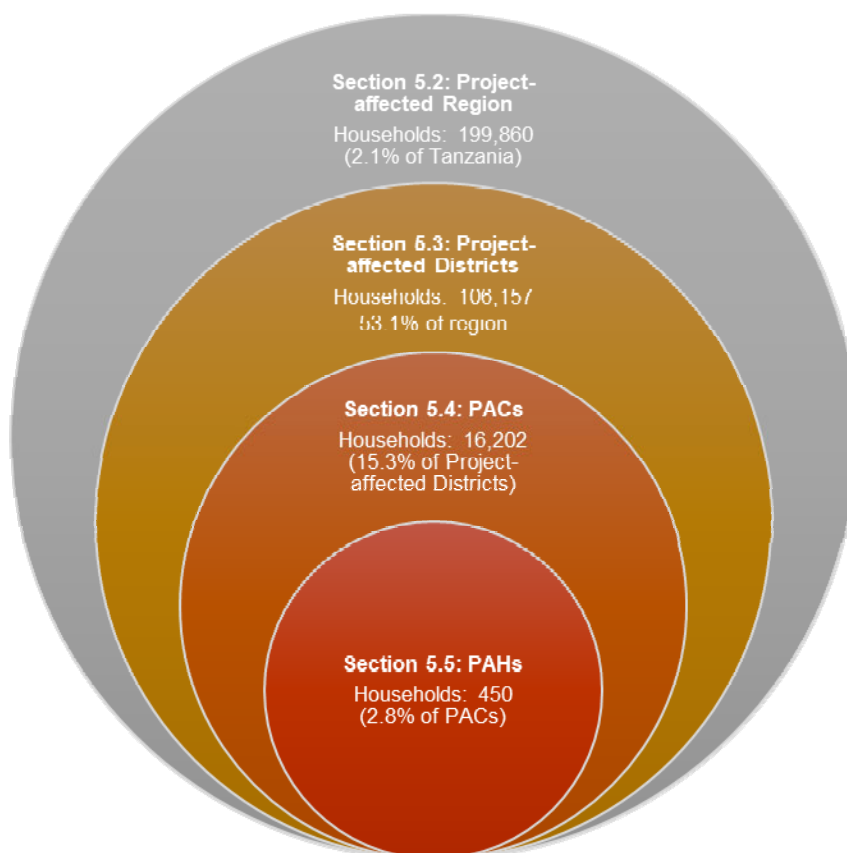 Section 5.2: Project-
affected Region
Households: 199,860
(2.1% of Tanzania)
Section 5.3: Project-
affected Districts
Households: 106,157
53.1% of region
Section 5.4: PACs
Households: 16,202
(15.3% of Project-
affected Districts)
Section 5.5: PAHs
Households: 450
(2.8% of PACs)